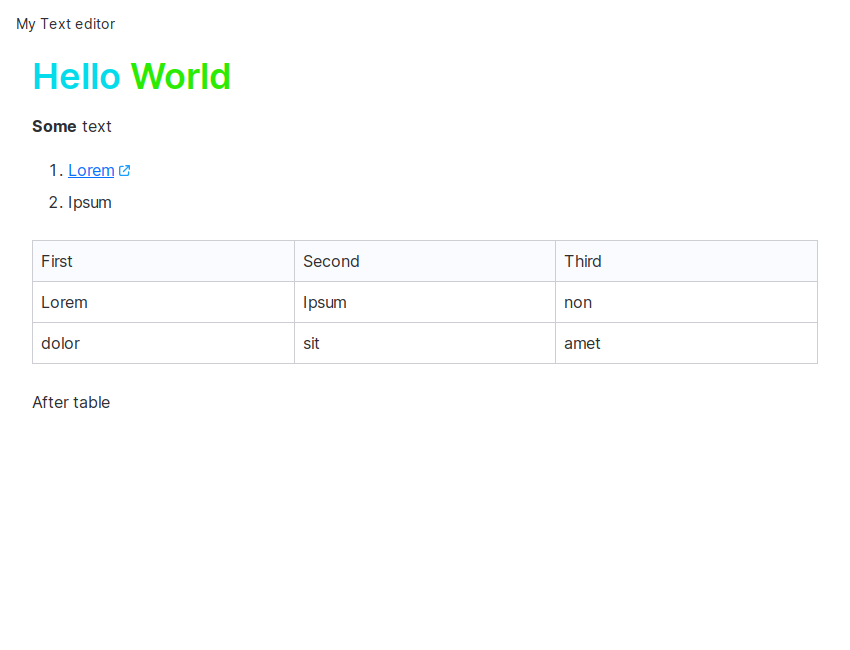 My Text editor
Hello World
Some text
1. Lorem
2. Ipsum
First Second Third
Lorem Ipsum non
dolor sit amet
After table